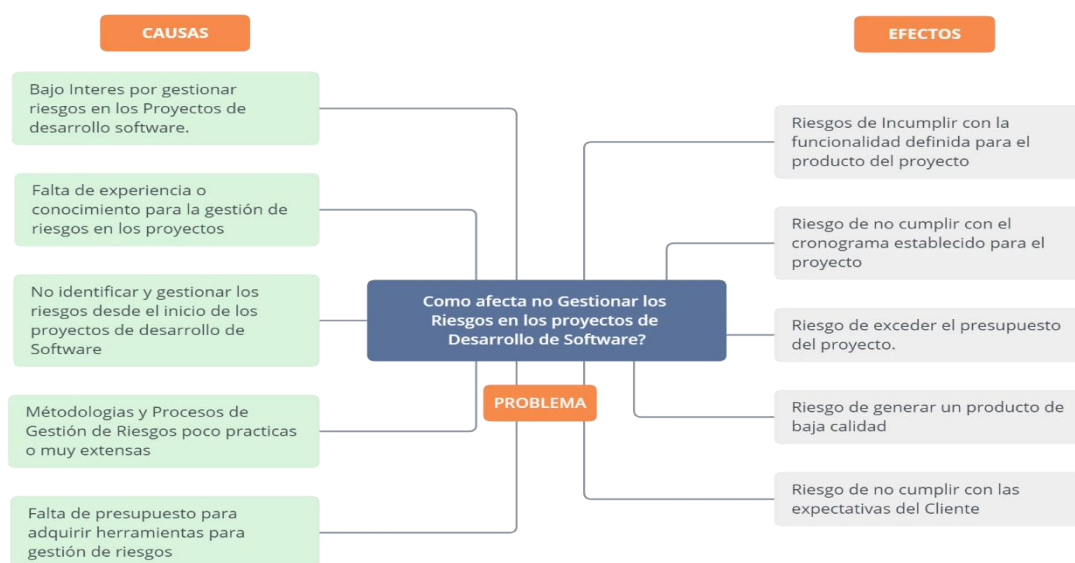 CAUSAS
Bajo Interes por gestionar
riesgos en los Proyectos de
desarrollo software.
Falta de experiencia o
conocimiento para la gestión de
riesgos en los proyectos
No identificar y gestionar los
riesgos desde el inicio de los
proyectos de desarrollo de
Software
Métodologias y Procesos de
Gestión de Riesgos poco practicas
o muy extensas
Falta de presupuesto para
adquirir herramientas para
gestión de riesgos
Como afecta no Gestionar los
Riesgos en los proyectos de
Desarrollo de Software?
PROBLEMA
EFECTOS
Riesgos de Incumplir con la
funcionalidad definida para el
producto del proyecto
Riesgo de no cumplir con el
cronograma establecido para el
proyecto
Riesgo de exceder el presupuesto
del proyecto.
Riesgo de generar un producto de
baja calidad
Riesgo de no cumplir con las
expectativas del Cliente